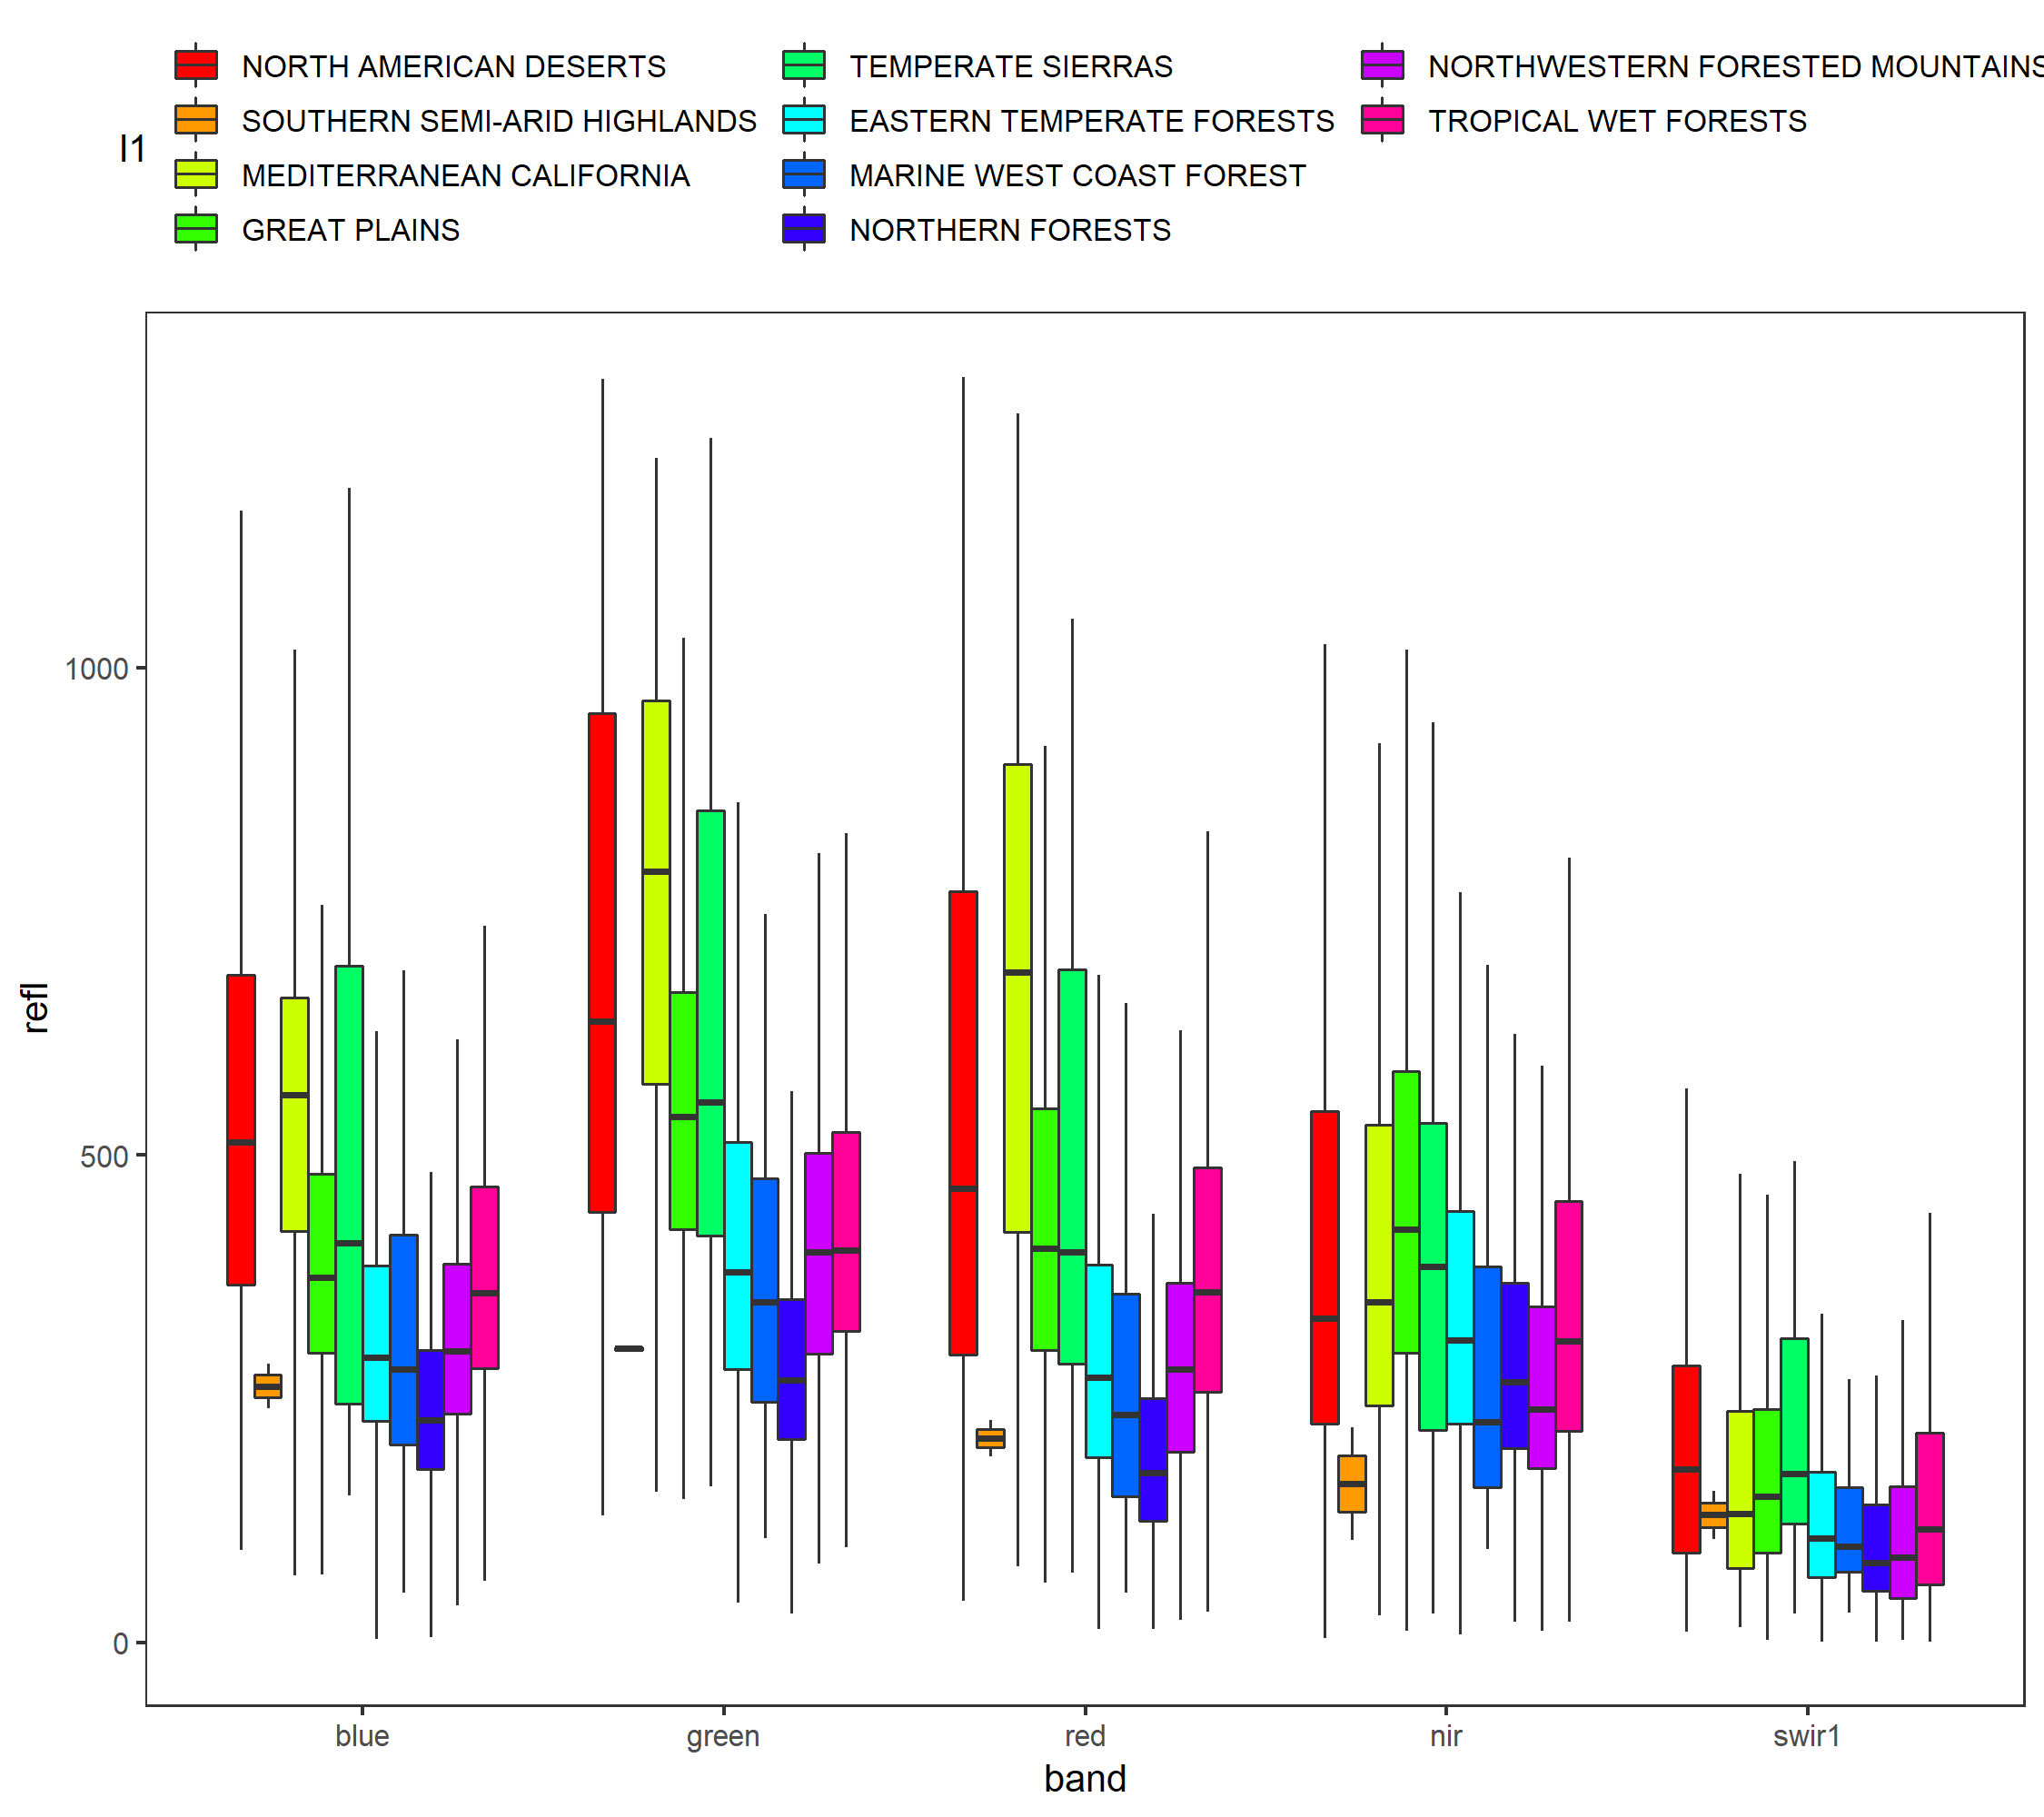 l1
NORTH AMERICAN DESERTS
SOUTHERN SEMI-ARID HIGHLANDS
MEDITERRANEAN CALIFORNIA
GREAT PLAINS
TEMPERATE SIERRAS
EASTERN TEMPERATE FORESTS
MARINE WEST COAST FOREST
NORTHERN FORESTS
NORTHWESTERN FORESTED MOUNTAINS
TROPICAL WET FORESTS
refl
1000
500
0
blue green red nir swir1
band